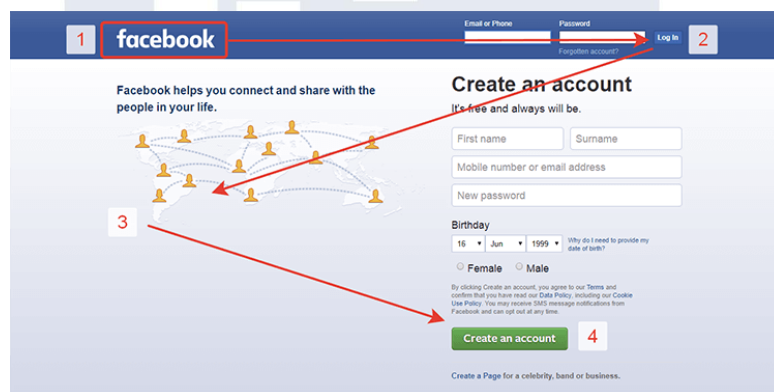 Email or Phone Password
1 facebook Log In 2
Forgotten account?
Facebook helps you connect and share with the
people in your life.
3
Create an account
It's free and always will be.
First name Surname
Mobile number or email address
New password
Birthday
16 Jun 1999 Why do I need to provide my
date of birth?
Female Male
By clicking Create an account, you agree to our Terms and
confirm that you have read our Data Policy, including our Cookie
Use Policy. You may receive SMS message notifications from
Facebook and can opt out at any time.
Create an account 4
Create a Page for a celebrity, band or business.